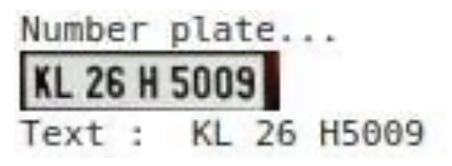 Number plate...
KL 26 H 5009
Text :  KL 26 H5009